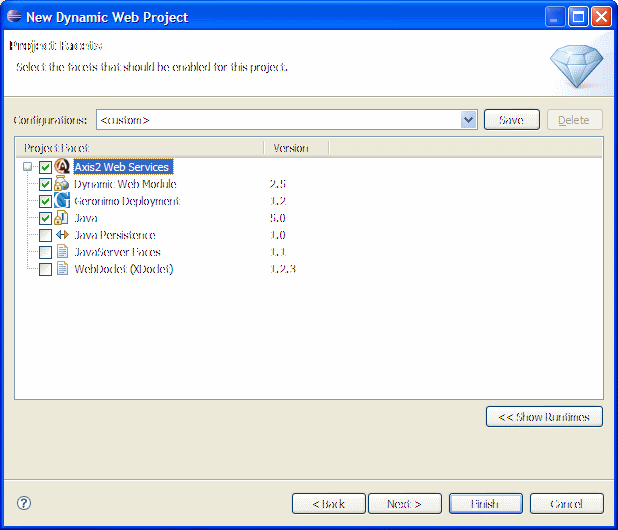 New Dynamic Web Project
Project Facets
Select the facets that should be enabled for this project.
Configurations: <custom> Save Delete
Project Facet Version
Axis2 Web Services
Dynamic Web Module 2.5
Geronimo Deployment 1.2
Java 5.0
Java Persistence 1.0
JavaServer Faces 1.1
WebDoclet (XDoclet) 1.2.3
<< Show Runtimes
? < Back Next > Finish Cancel